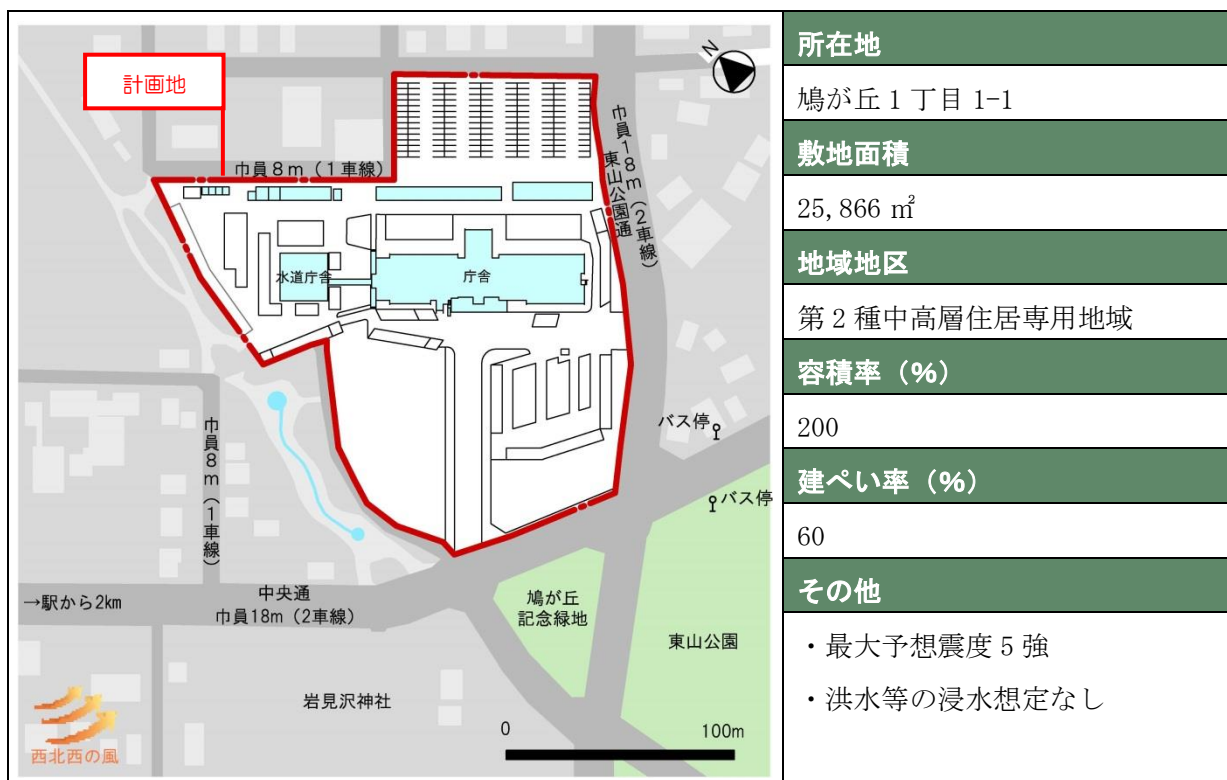 計画地
N
巾員8m（1車線）
巾員18m（2車線）
東山公園通
水道庁舎
庁舎
バス停
バス停
巾員8m（1車線）
中央通
巾員18m（2車線）
→駅から2km
鳩が丘
記念緑地
東山公園
岩見沢神社
0
100m
西北西の風
所在地
鳩が丘1丁目1-1
敷地面積
25,866 ㎡
地域地区
第2種中高層住居専用地域
容積率（%）
200
建ぺい率（%）
60
その他
・最大予想震度5強
・洪水等の浸水想定なし